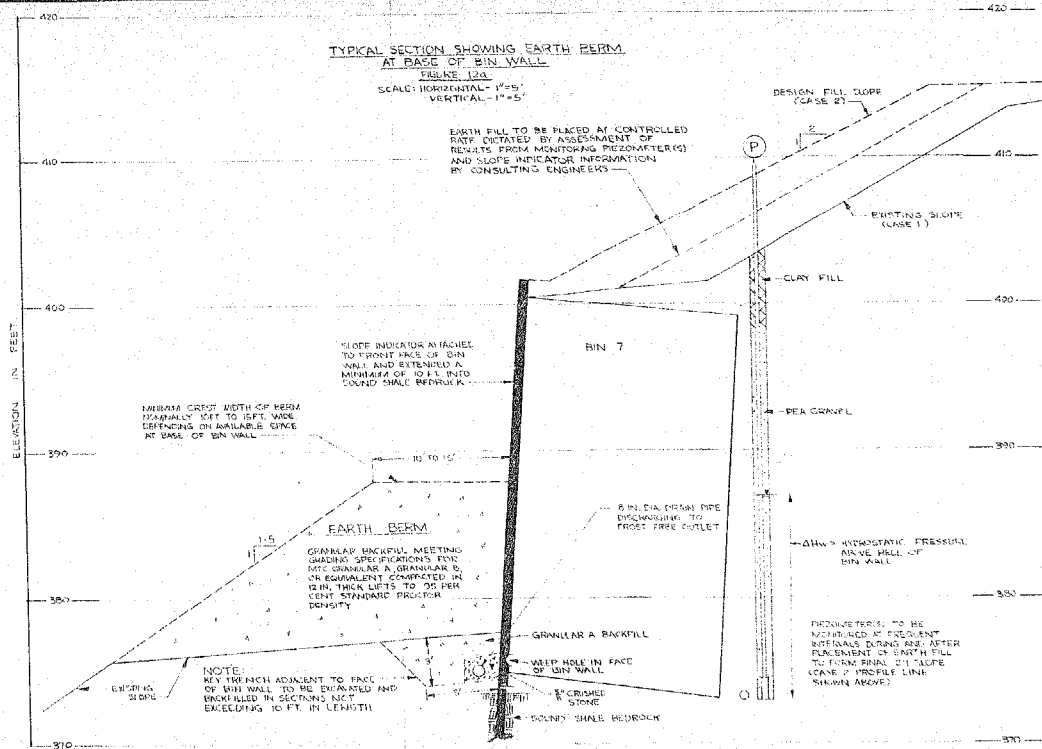 420
420
TYPICAL SECTION SHOWING EARTH BERM
AT BASE OF BIN WALL
FIGURE 12a
SCALE: HORIZONTAL - 1"=5'
VERTICAL - 1"=5'
DESIGN FILL SLOPE
(CASE 2)
2
1
P
EARTH FILL TO BE PLACED AT CONTROLLED
RATE DICTATED BY ASSESSMENT OF
RESULTS FROM MONITORING PIEZOMETER(S)
AND SLOPE INDICATOR INFORMATION
BY CONSULTING ENGINEERS
410
410
EXISTING SLOPE
(CASE 1)
CLAY FILL
400
400
ELEVATION IN FEET
BIN 7
SLOPE INDICATOR ATTACHED
TO FRONT FACE OF BIN
WALL AND EXTENDED A
MINIMUM OF 10 FT. INTO
SOUND SHALE BEDROCK
PEA GRAVEL
MINIMUM CREST WIDTH OF BERM
NOMINALLY 10FT TO 15FT. WIDE
DEPENDING ON AVAILABLE SPACE
AT BASE OF BIN WALL
390
390
10' TO 15'
8 IN. DIA. DRAIN PIPE
DISCHARGING TO
FROST FREE OUTLET
EARTH BERM
1.5
1
GRANULAR BACKFILL MEETING
GRADING SPECIFICATIONS FOR
MTC GRANULAR A, GRANULAR B,
OR EQUIVALENT COMPACTED IN
12 IN. THICK LIFTS TO 95 PER
CENT STANDARD PROCTOR
DENSITY
ΔHw = HYDROSTATIC PRESSURE
ABOVE HEEL OF
BIN WALL
380
380
GRANULAR A BACKFILL
PIEZOMETER(S) TO BE
MONITORED AT FREQUENT
INTERVALS DURING AND AFTER
PLACEMENT OF EARTH FILL
TO FORM FINAL 2:1 SLOPE
(CASE 2 PROFILE LINE
SHOWN ABOVE)
3'
WEEP HOLE IN FACE
OF BIN WALL
NOTE:
KEY TRENCH ADJACENT TO FACE
OF BIN WALL TO BE EXCAVATED AND
BACKFILLED IN SECTIONS NOT
EXCEEDING 10 FT. IN LENGTH
EXISTING
SLOPE
CRUSHED
STONE
SOUND SHALE BEDROCK
370
370